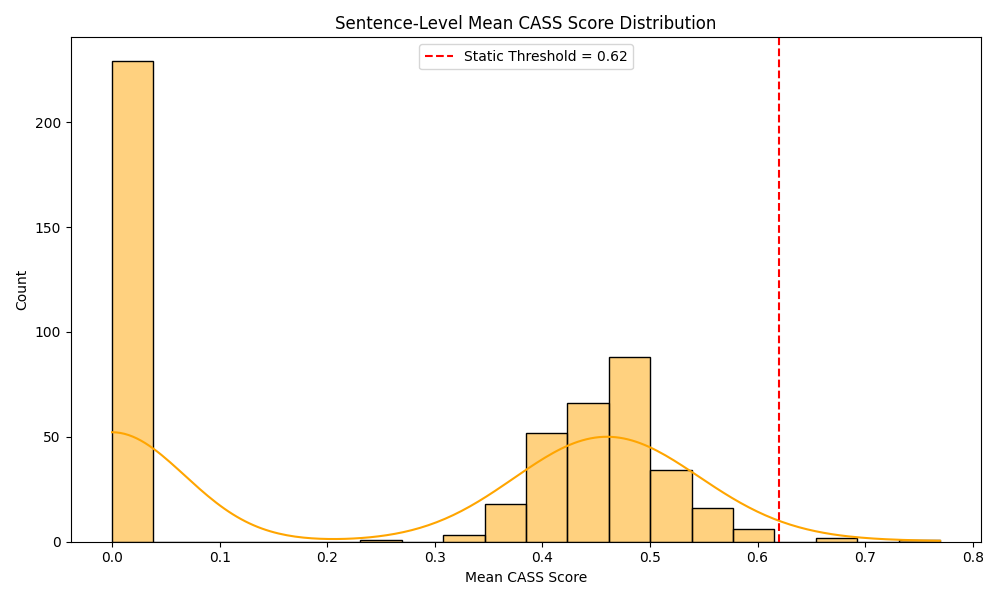 Sentence-Level Mean CASS Score Distribution
Static Threshold = 0.62
200
150
100
50
0
Count
0.0 0.1 0.2 0.3 0.4 0.5 0.6 0.7 0.8
Mean CASS Score